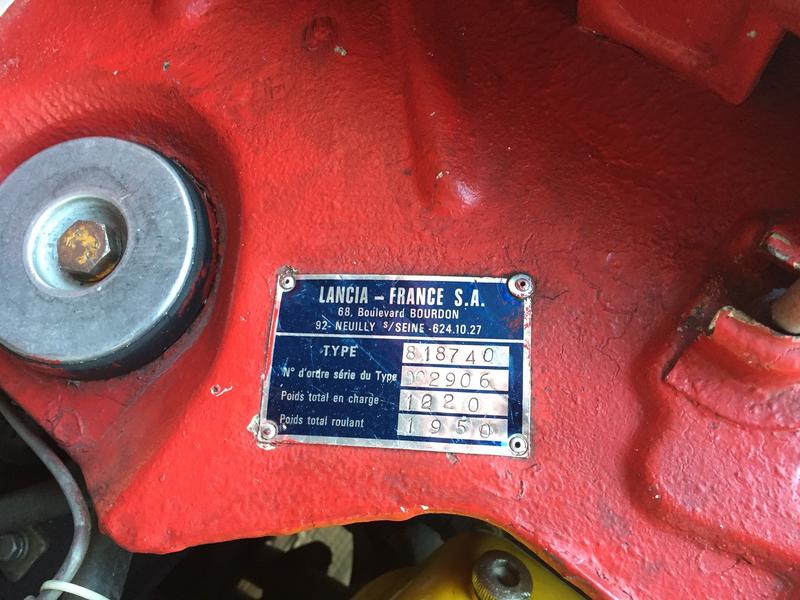 LANCIA - FRANCE S.A.
68, Boulevard BOURDON
92- NEUILLY S/SEINE -624.10.27
TYPE 818740
N° d'ordre série du Type 002906
Poids total en charge 1220
Poids total roulant 1950